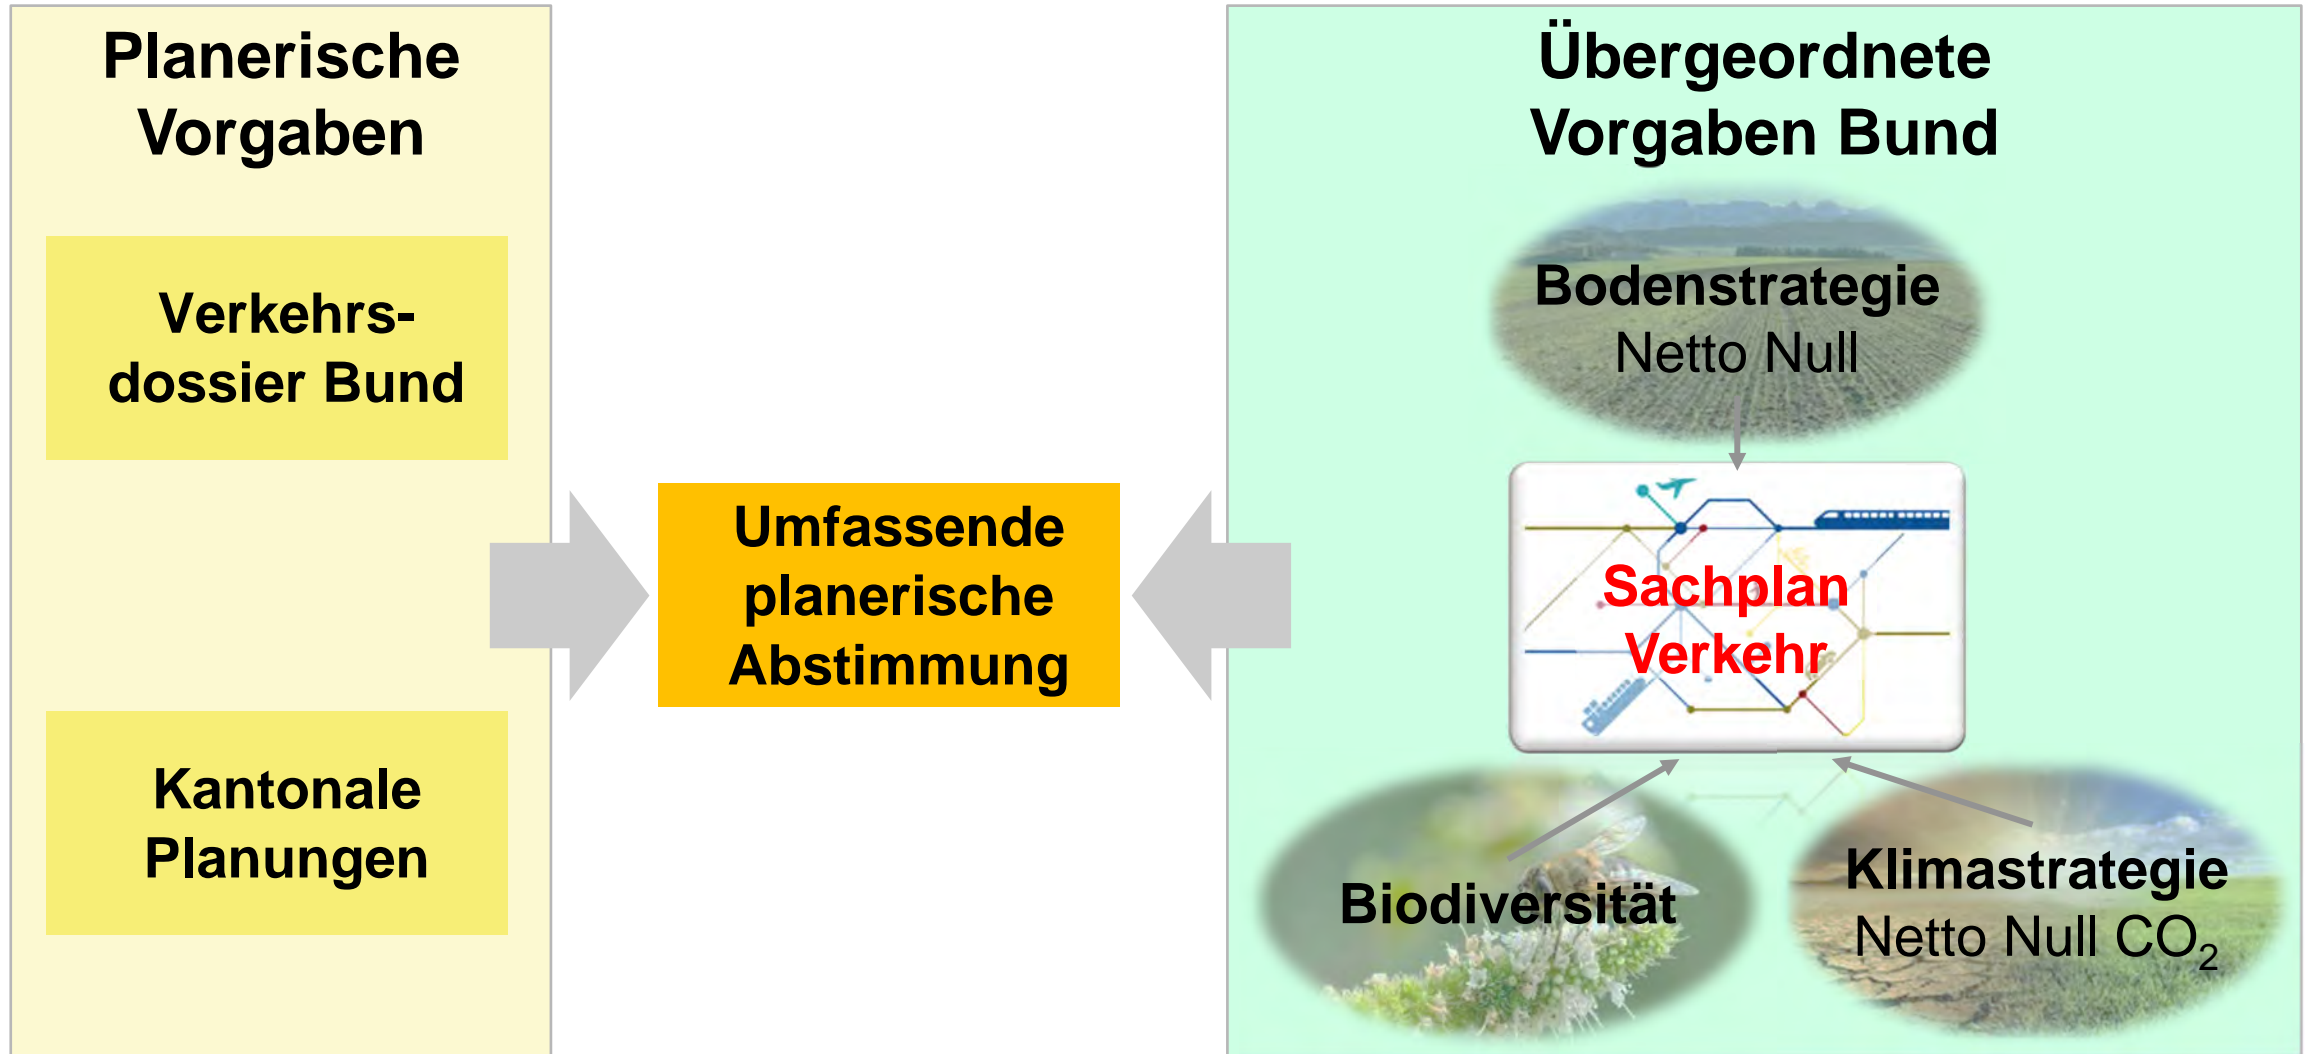 Planerische
Vorgaben
Verkehrs-
dossier Bund
Kantonale
Planungen
Umfassende
planerische
Abstimmung
Übergeordnete
Vorgaben Bund
Bodenstrategie
Netto Null
Sachplan
Verkehr
Biodiversität
Klimastrategie
Netto Null CO₂